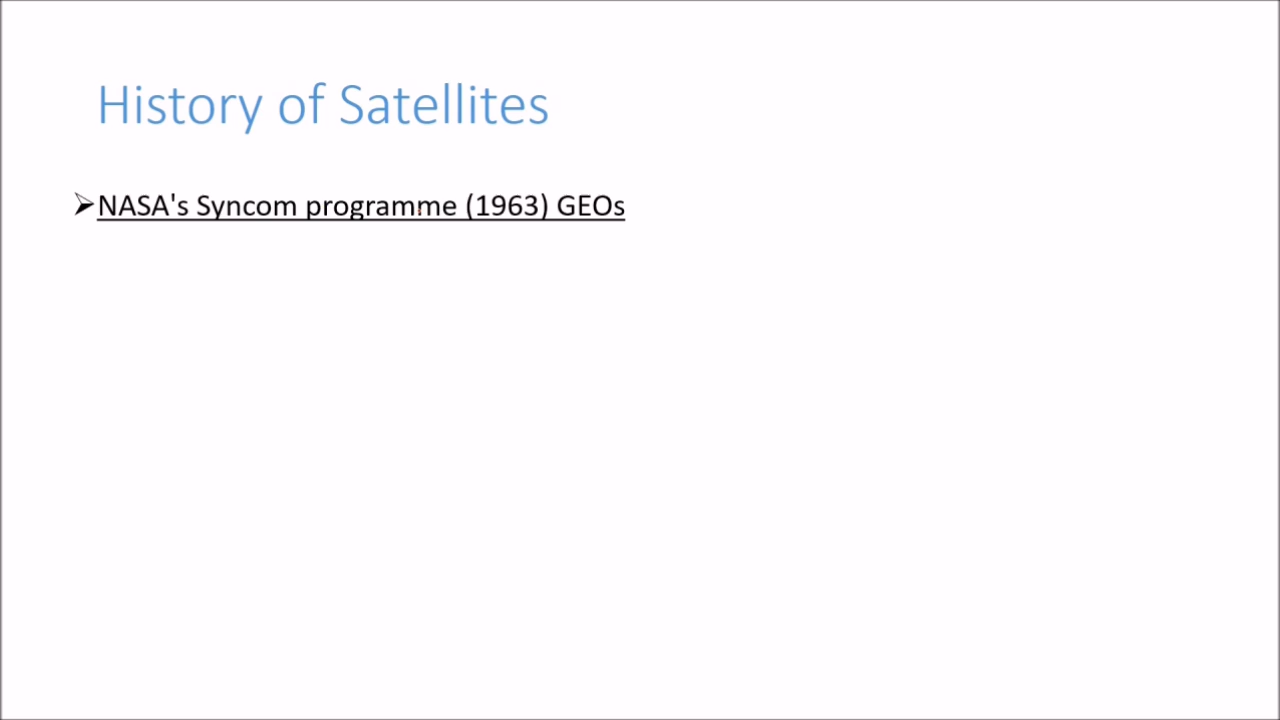 History of Satellites
➢NASA's Syncom programme (1963) GEOs